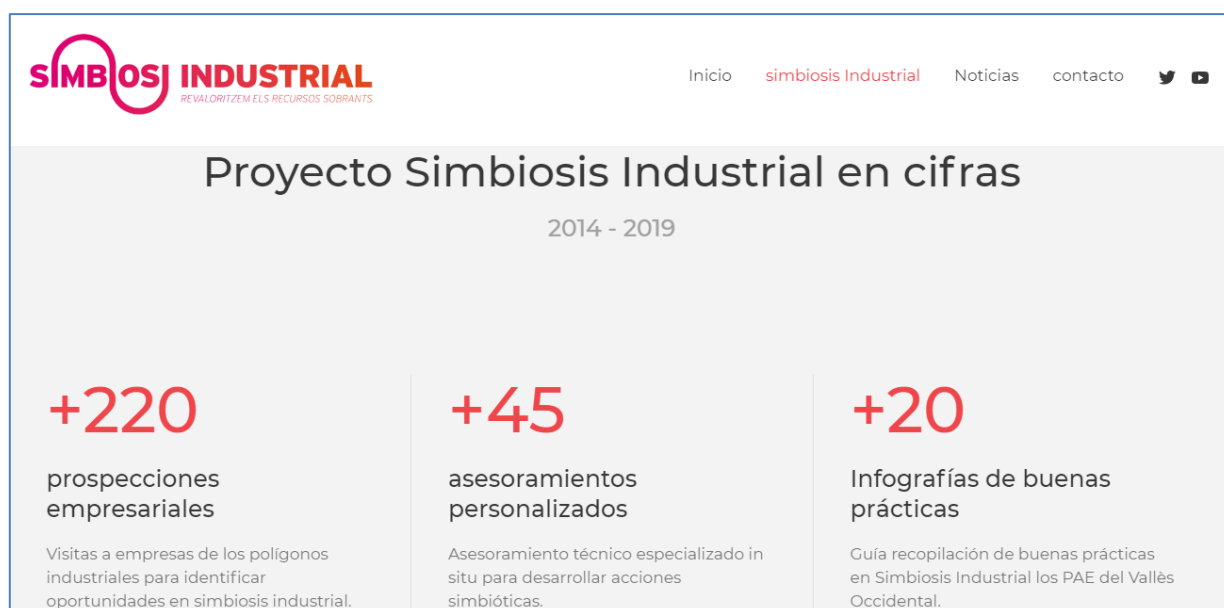 SIMBIOSI INDUSTRIAL
REVALORITZEM ELS RECURSOS SOBRANTS
Inicio simbiosis Industrial Noticias contacto
Proyecto Simbiosis Industrial en cifras
2014 - 2019
+220
prospecciones
empresariales
Visitas a empresas de los polígonos
industriales para identificar
oportunidades en simbiosis industrial.
+45
asesoramientos
personalizados
Asesoramiento técnico especializado in
situ para desarrollar acciones
simbióticas.
+20
Infografías de buenas
prácticas
Guía recopilación de buenas prácticas
en Simbiosis Industrial los PAE del Vallès
Occidental.